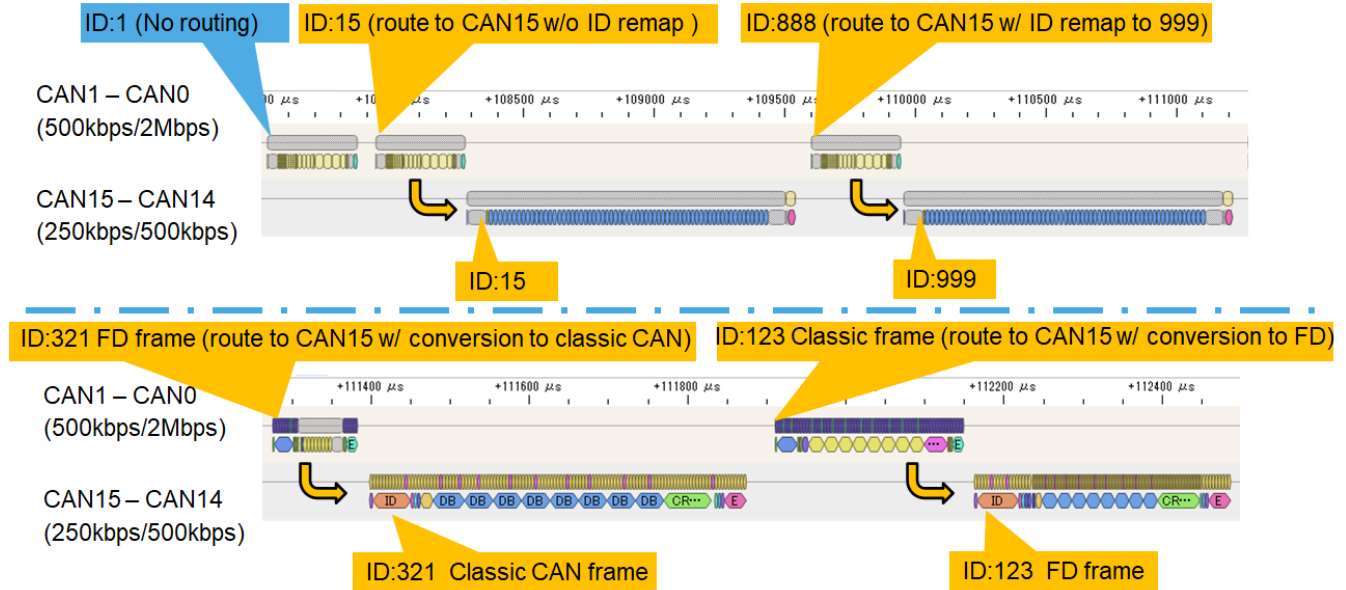 ID:1 (No routing)
ID:15 (route to CAN15 w/o ID remap )
ID:888 (route to CAN15 w/ ID remap to 999)
CAN1 – CAN0
(500kbps/2Mbps)
+108500 μs +109000 μs +109500 μs +110000 μs +110500 μs +111000 μs
CAN15 – CAN14
(250kbps/500kbps)
ID:15
ID:999
ID:321 FD frame (route to CAN15 w/ conversion to classic CAN)
ID:123 Classic frame (route to CAN15 w/ conversion to FD)
CAN1 – CAN0
(500kbps/2Mbps)
+111400 μs +111600 μs +111800 μs +112200 μs +112400 μs
E ... E
CAN15 – CAN14
(250kbps/500kbps)
ID DB DB DB DB DB DB DB DB CR... E ID CR... E
ID:321 Classic CAN frame
ID:123 FD frame